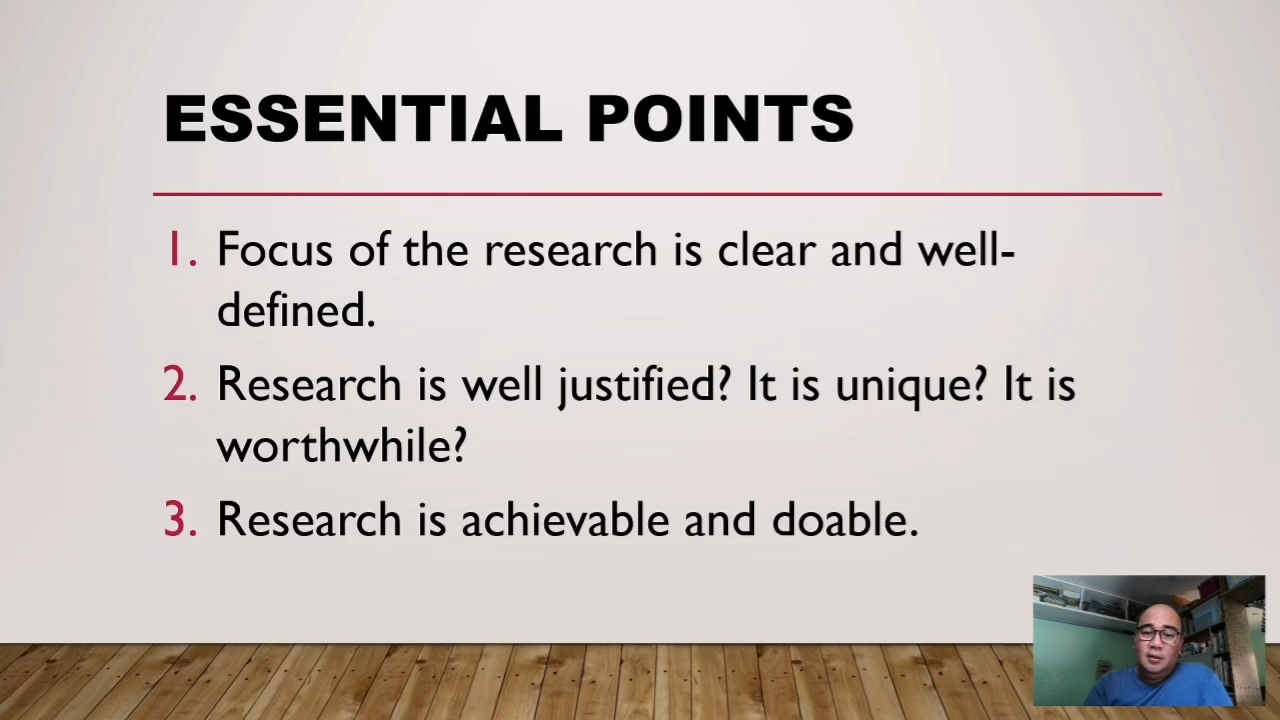 ESSENTIAL POINTS
1. Focus of the research is clear and well-
defined.
2. Research is well justified? It is unique? It is
worthwhile?
3. Research is achievable and doable.